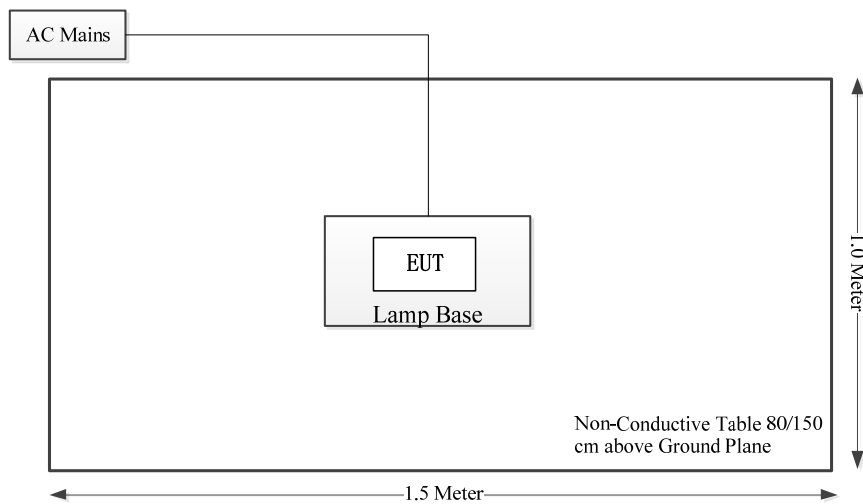 AC Mains
EUT
Lamp Base
1.0 Meter
Non-Conductive Table 80/150
cm above Ground Plane
1.5 Meter